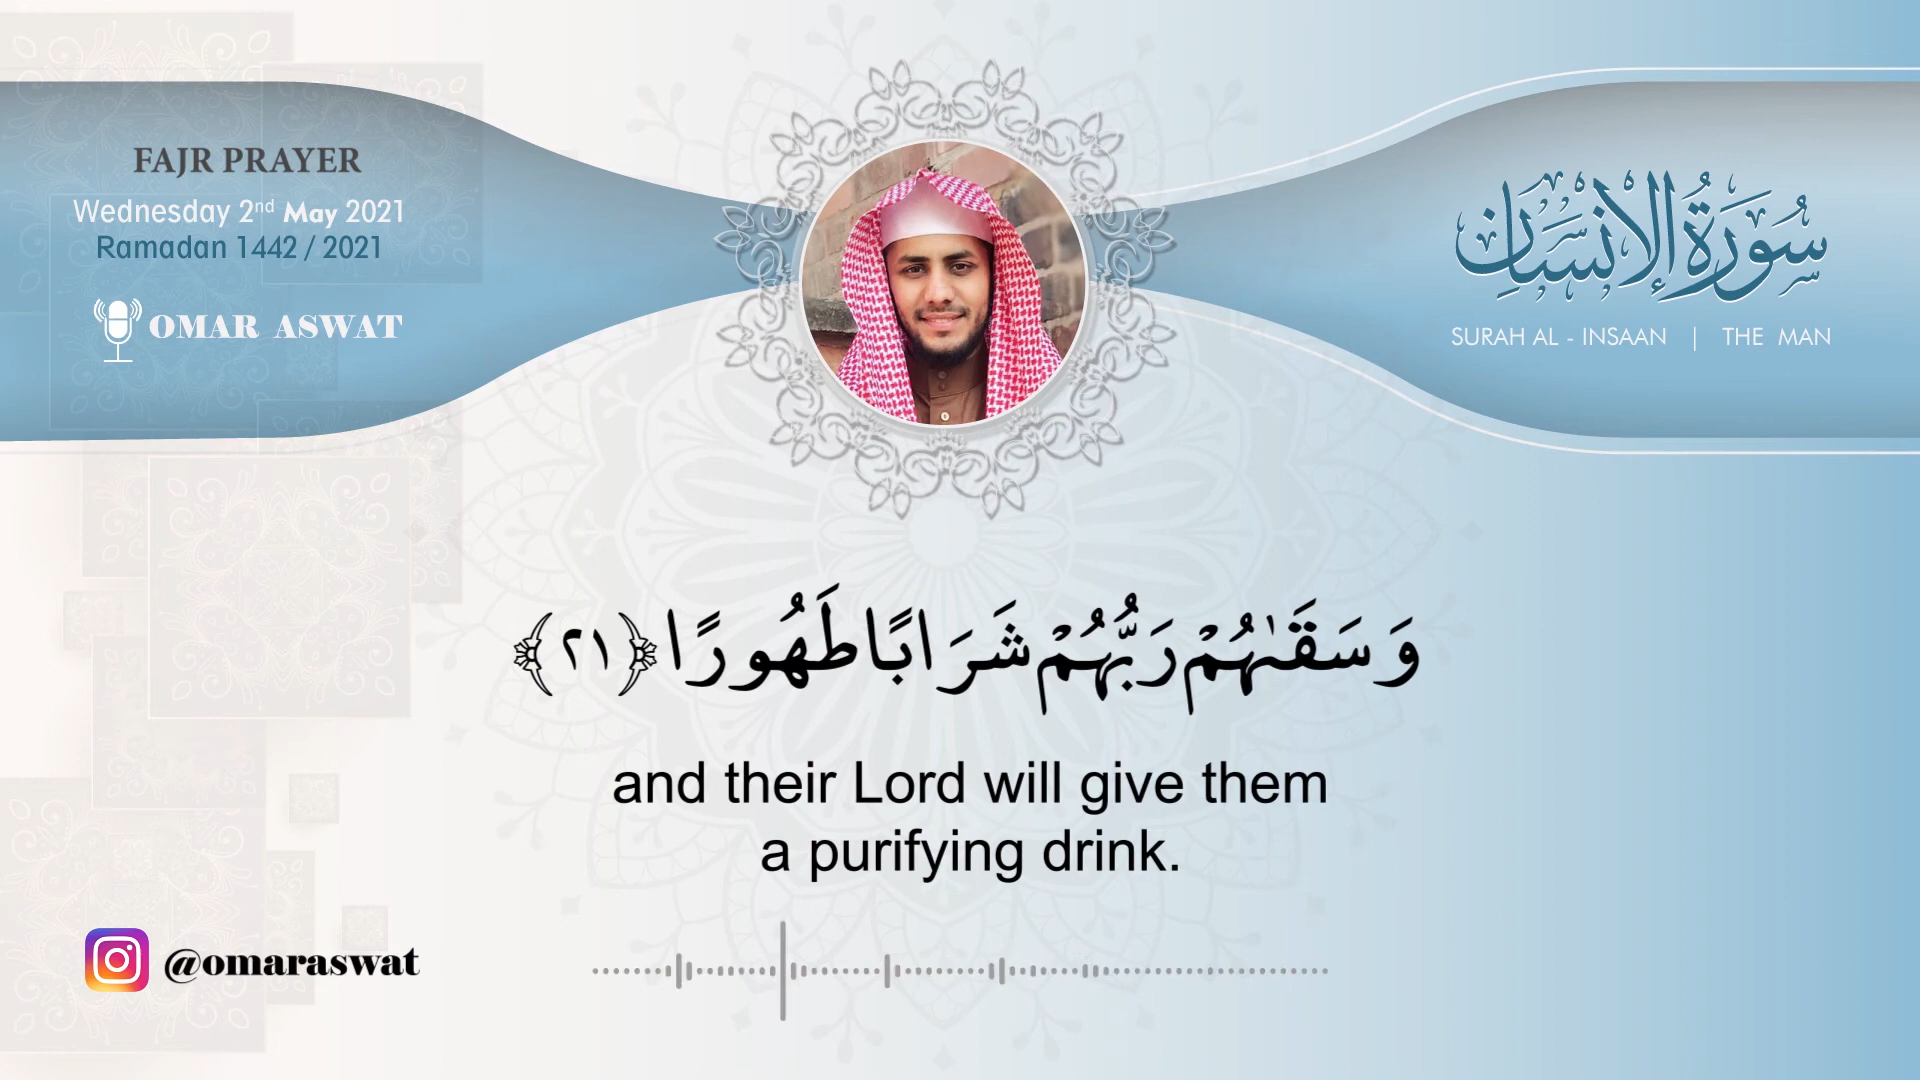 FAJR PRAYER
Wednesday 2nd May 2021
Ramadan 1442 / 2021
OMAR ASWAT
سُورَةُ الإِنسَانِ
SURAH AL - INSAAN | THE MAN
وَسَقَىٰهُمْ رَبُّهُمْ شَرَابًا طَهُورًا ﴿٢١﴾
and their Lord will give them
a purifying drink.
@omaraswat